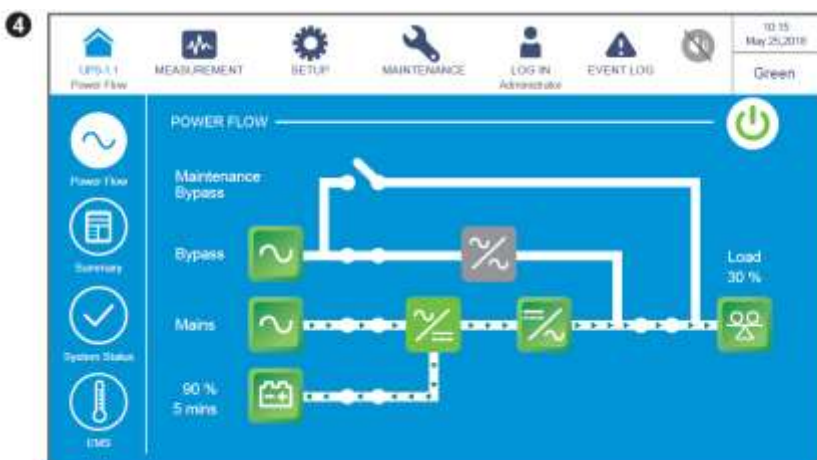 4
10:15
May 25,2018
Green
UPS-1.1
Power Flow
MEASUREMENT
SETUP
MAINTENANCE
LOG IN
Administrator
EVENT LOG
POWER FLOW
Power Flow
Maintenance
Bypass
Summary
Bypass
Load
30 %
Mains
System Status
90 %
5 mins
EMS